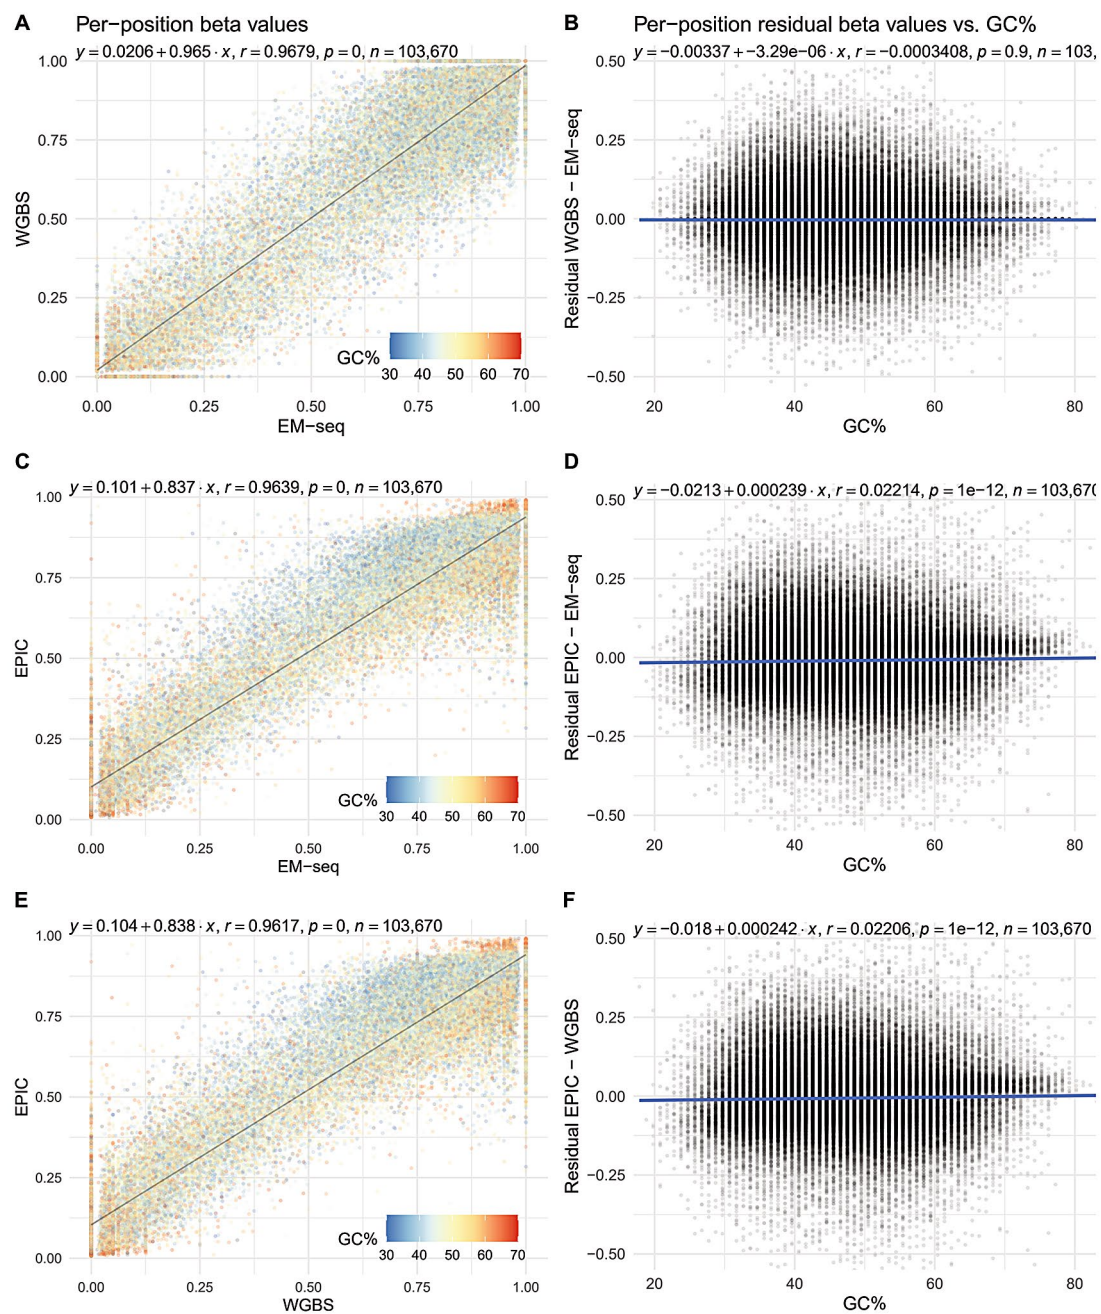 A
Per−position beta values
y = 0.0206 + 0.965 · x, r = 0.9679, p = 0, n = 103,670
1.00
0.75
0.50
0.25
0.00
WGBS
GC%
30 40 50 60 70
0.00 0.25 0.50 0.75 1.00
EM−seq
B
Per−position residual beta values vs. GC%
y = −0.00337 + −3.29e−06 · x, r = −0.0003408, p = 0.9, n = 103,
0.50
0.25
0.00
−0.25
−0.50
Residual WGBS − EM−seq
20 40 60 80
GC%
C
y = 0.101 + 0.837 · x, r = 0.9639, p = 0, n = 103,670
1.00
0.75
0.50
0.25
0.00
EPIC
GC%
30 40 50 60 70
0.00 0.25 0.50 0.75 1.00
EM−seq
D
y = −0.0213 + 0.000239 · x, r = 0.02214, p = 1e−12, n = 103,670
0.50
0.25
0.00
−0.25
−0.50
Residual EPIC − EM−seq
20 40 60 80
GC%
E
y = 0.104 + 0.838 · x, r = 0.9617, p = 0, n = 103,670
1.00
0.75
0.50
0.25
0.00
EPIC
GC%
30 40 50 60 70
0.00 0.25 0.50 0.75 1.00
WGBS
F
y = −0.018 + 0.000242 · x, r = 0.02206, p = 1e−12, n = 103,670
0.50
0.25
0.00
−0.25
−0.50
Residual EPIC − WGBS
20 40 60 80
GC%